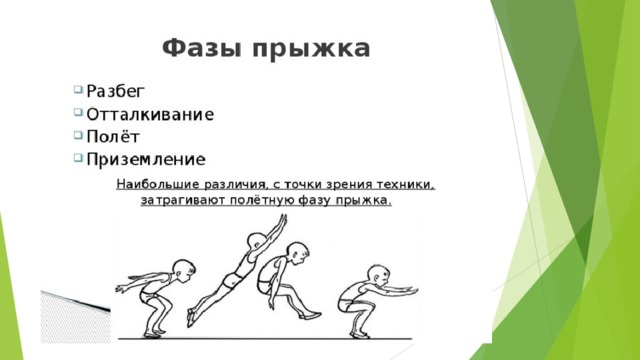 Фазы прыжка
Разбег
Отталкивание
Полёт
Приземление
Наибольшие различия, с точки зрения техники,
затрагивают полётную фазу прыжка.